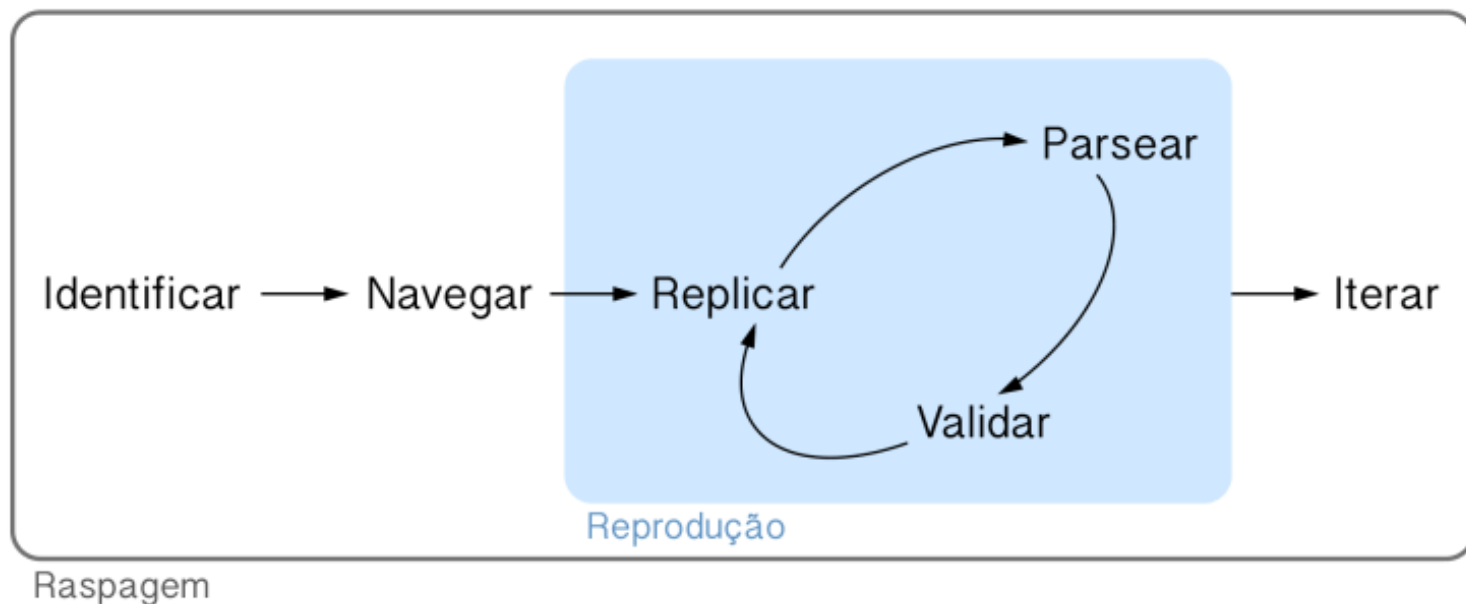 Parsear
Identificar
Navegar
Replicar
Iterar
Validar
Reprodução
Raspagem